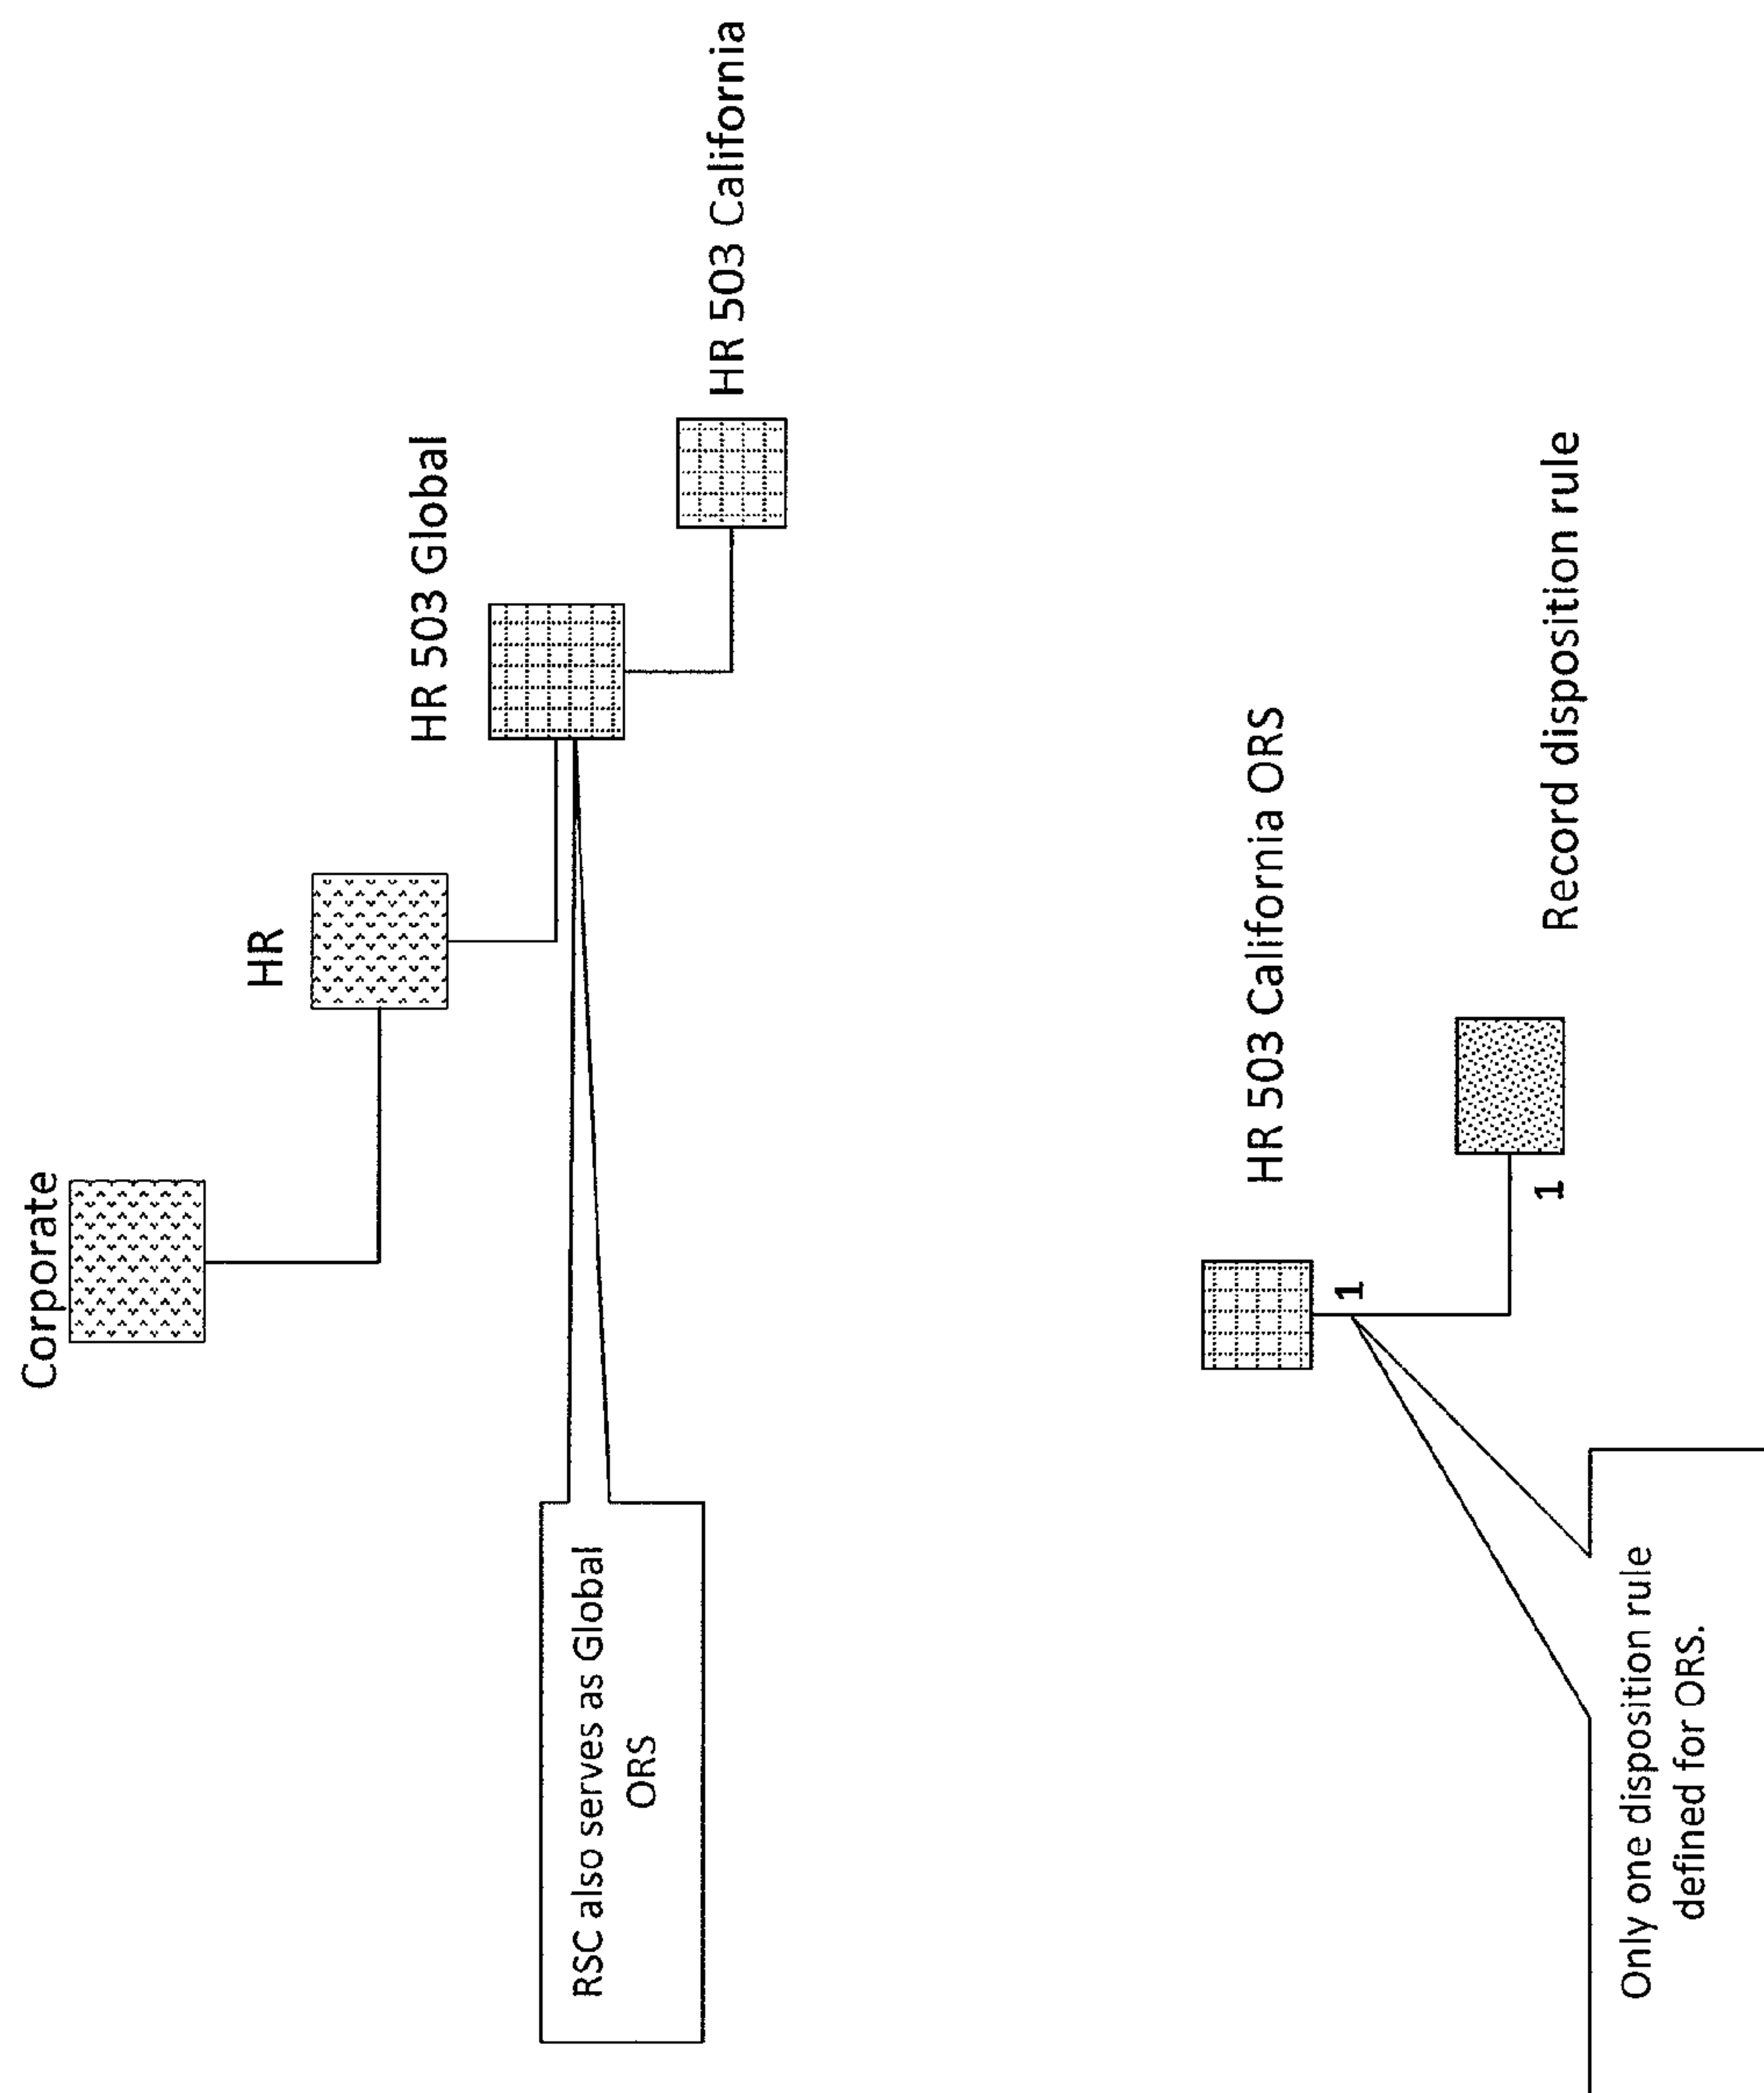 Corporate
HR
HR 503 Global
RSC also serves as Global
ORS
HR 503 California
HR 503 California ORS
1
1
Record disposition rule
Only one disposition rule
defined for ORS.